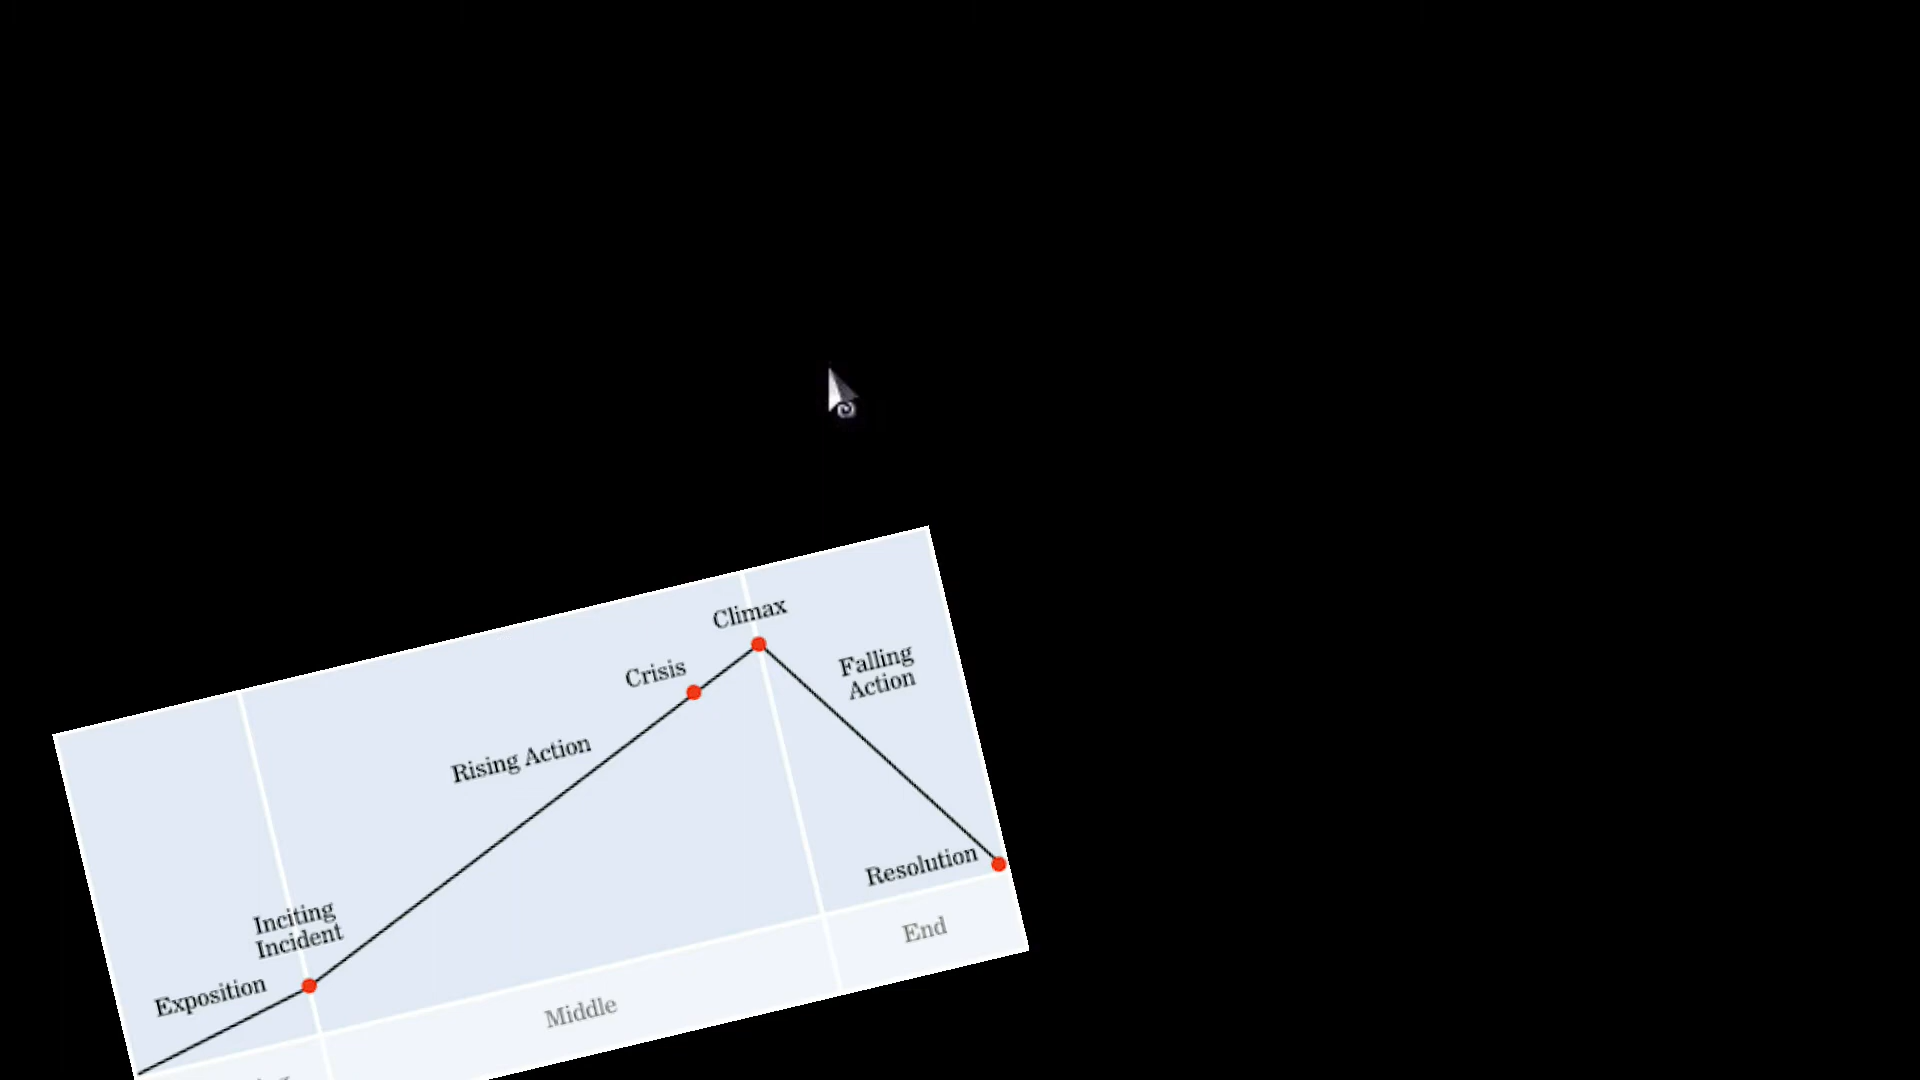 Climax
Crisis
Falling
Action
Rising Action
Resolution
Inciting
Incident
Exposition
End
Middle